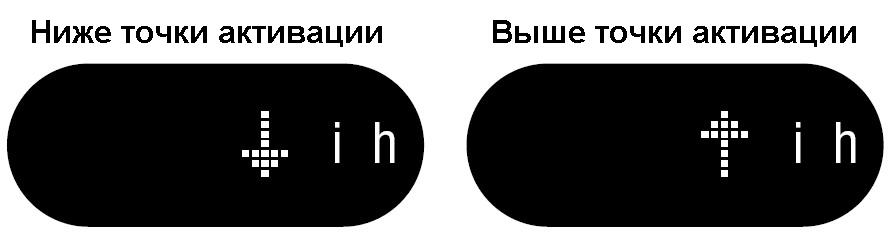 Ниже точки активации
Выше точки активации
↓ i h
↑ i h